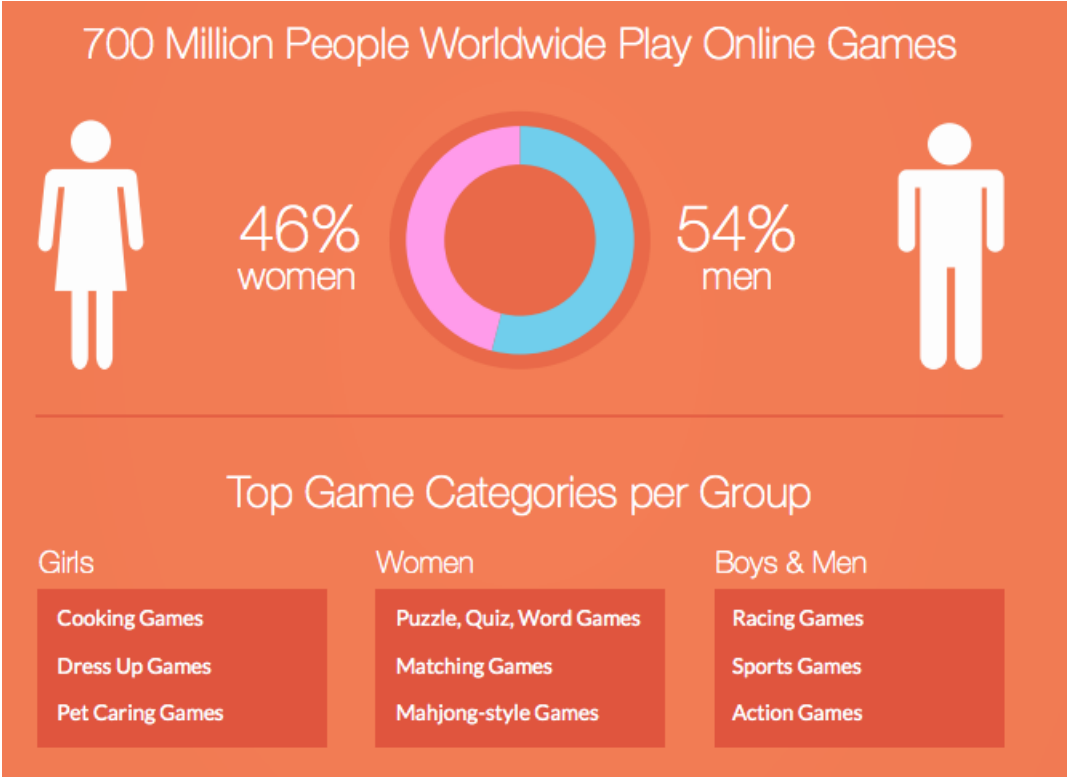 700 Million People Worldwide Play Online Games
46%
women
54%
men
Top Game Categories per Group
Girls
Cooking Games
Dress Up Games
Pet Caring Games
Women
Puzzle, Quiz, Word Games
Matching Games
Mahjong-style Games
Boys & Men
Racing Games
Sports Games
Action Games